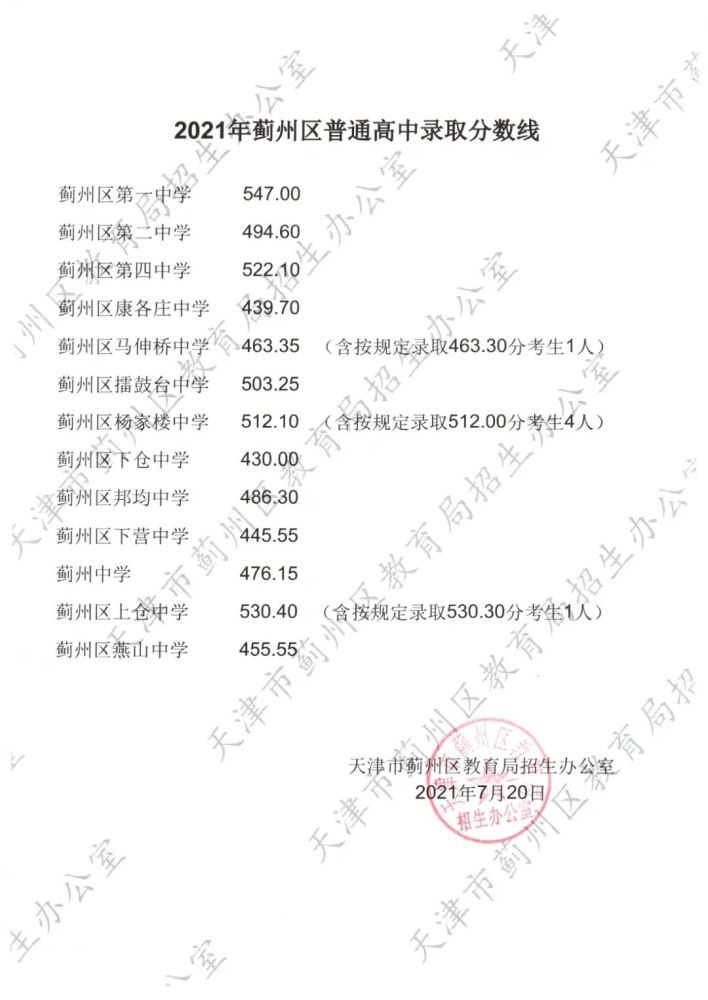 2021年蓟州区普通高中录取分数线
蓟州区第一中学 547.00
蓟州区第二中学 494.60
蓟州区第四中学 522.10
蓟州区康各庄中学 439.70
蓟州区马伸桥中学 463.35 （含按规定录取463.30分考生1人）
蓟州区擂鼓台中学 503.25
蓟州区杨家楼中学 512.10 （含按规定录取512.00分考生4人）
蓟州区下仓中学 430.00
蓟州区邦均中学 486.30
蓟州区下营中学 445.55
蓟州中学 476.15
蓟州区上仓中学 530.40 （含按规定录取530.30分考生1人）
蓟州区燕山中学 455.55
天津市蓟州区教育局招生办公室
2021年7月20日
招生办公室
天津市蓟州区教育局招生办公室